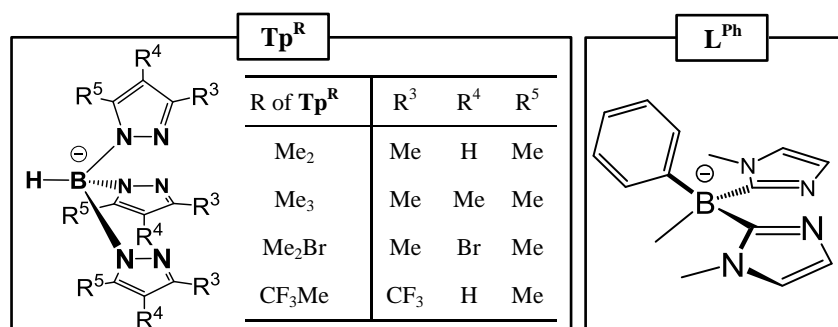 Tp^R
L^Ph
R^4
R^5 R^3
N N
⊖
H B N N
R^5 R^3
R^4
N N
R^5 R^3
R^4
R of Tp^R R^3 R^4 R^5
Me₂ Me H Me
Me₃ Me Me Me
Me₂Br Me Br Me
CF₃Me CF₃ H Me
N
⊖ N
B
N
N